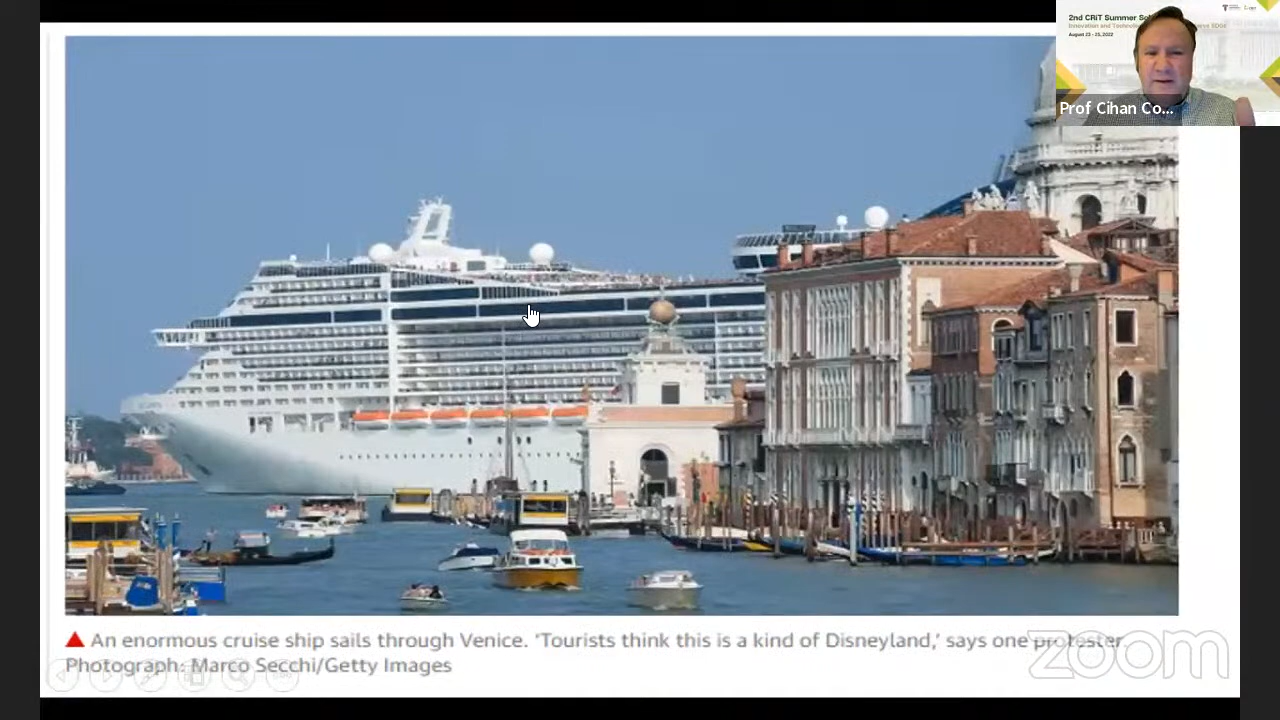 2nd CRiT Summer
August 23 - 25, 2022
Prof Cihan Co...
An enormous cruise ship sails through Venice. ‘Tourists think this is a kind of Disneyland,’ says one protester
Photograph: Marco Secchi/Getty Images
zoom